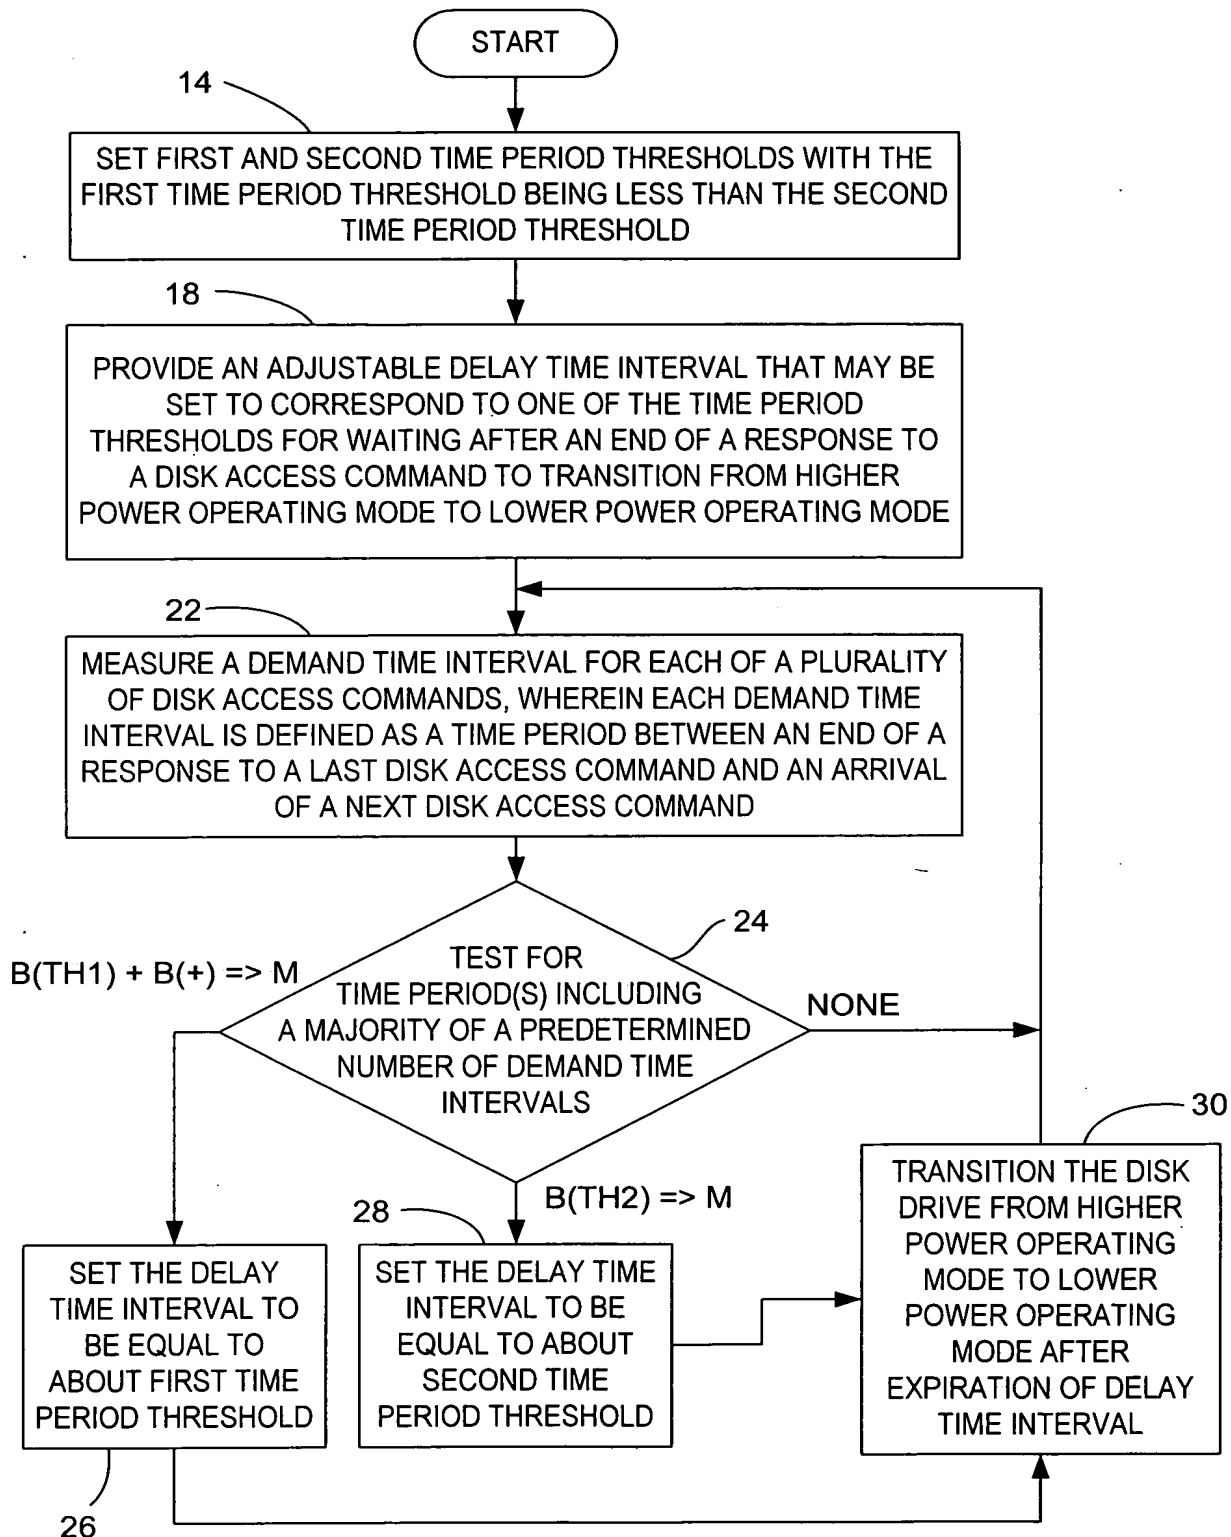 START
14
SET FIRST AND SECOND TIME PERIOD THRESHOLDS WITH THE
FIRST TIME PERIOD THRESHOLD BEING LESS THAN THE SECOND
TIME PERIOD THRESHOLD
18
PROVIDE AN ADJUSTABLE DELAY TIME INTERVAL THAT MAY BE
SET TO CORRESPOND TO ONE OF THE TIME PERIOD
THRESHOLDS FOR WAITING AFTER AN END OF A RESPONSE TO
A DISK ACCESS COMMAND TO TRANSITION FROM HIGHER
POWER OPERATING MODE TO LOWER POWER OPERATING MODE
22
MEASURE A DEMAND TIME INTERVAL FOR EACH OF A PLURALITY
OF DISK ACCESS COMMANDS, WHEREIN EACH DEMAND TIME
INTERVAL IS DEFINED AS A TIME PERIOD BETWEEN AN END OF A
RESPONSE TO A LAST DISK ACCESS COMMAND AND AN ARRIVAL
OF A NEXT DISK ACCESS COMMAND
24
TEST FOR
TIME PERIOD(S) INCLUDING
A MAJORITY OF A PREDETERMINED
NUMBER OF DEMAND TIME
INTERVALS
B(TH1) + B(+) => M
NONE
B(TH2) => M
26
SET THE DELAY
TIME INTERVAL TO
BE EQUAL TO
ABOUT FIRST TIME
PERIOD THRESHOLD
28
SET THE DELAY TIME
INTERVAL TO BE
EQUAL TO ABOUT
SECOND TIME
PERIOD THRESHOLD
30
TRANSITION THE DISK
DRIVE FROM HIGHER
POWER OPERATING
MODE TO LOWER
POWER OPERATING
MODE AFTER
EXPIRATION OF DELAY
TIME INTERVAL